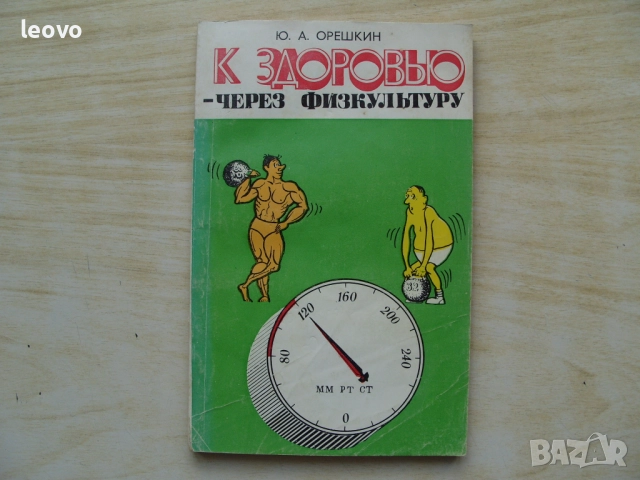 leovo
Ю. А. ОРЕШКИН
К ЗДОРОВЬЮ
-ЧЕРЕЗ ФИЗКУЛЬТУРУ
32
160
120
200
80
240
ММ РТ СТ
0
BAZAR